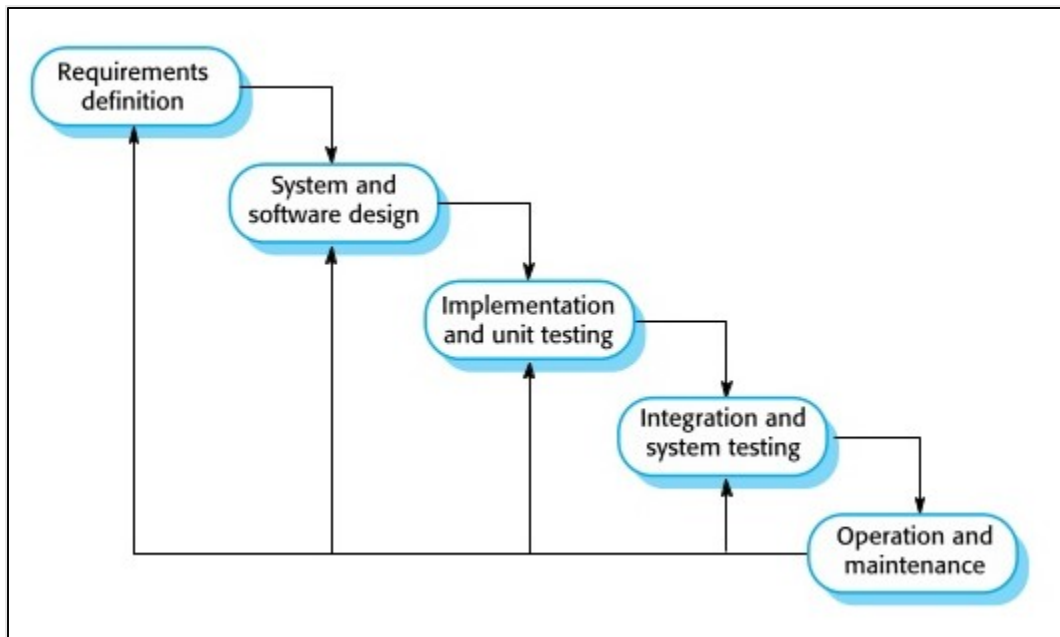 Requirements
definition
System and
software design
Implementation
and unit testing
Integration and
system testing
Operation and
maintenance